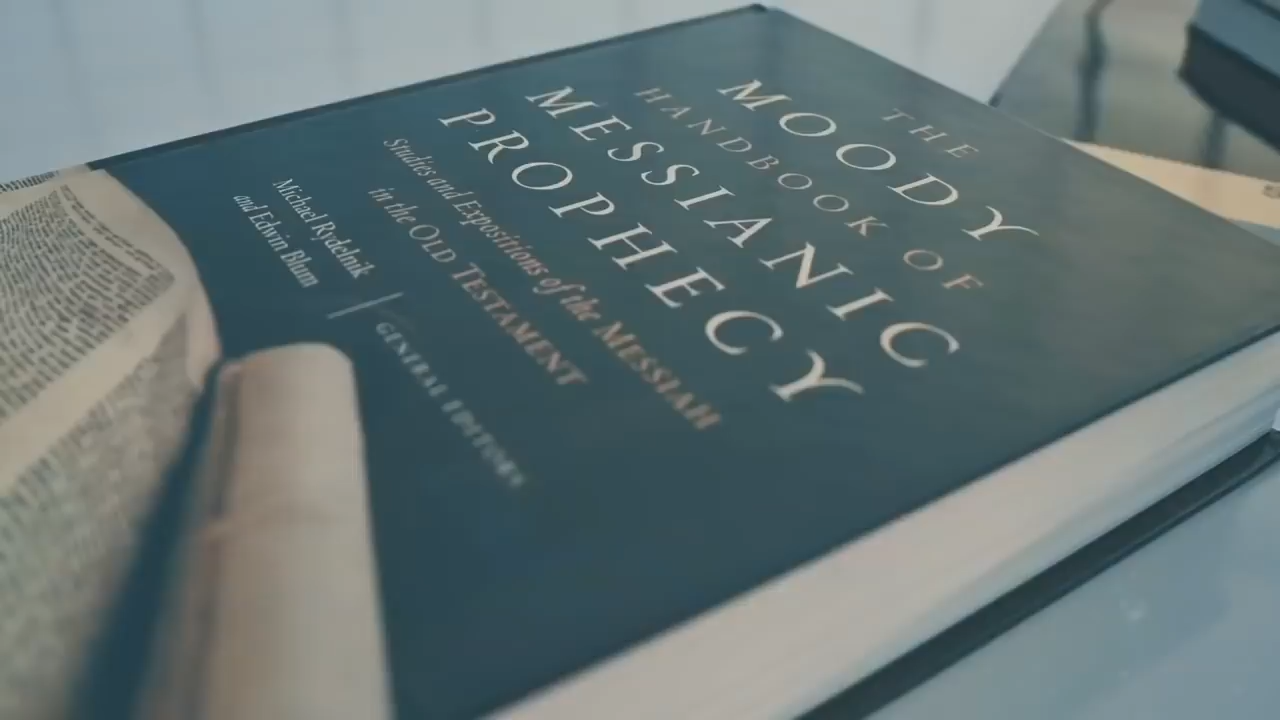 THE
MOODY
HANDBOOK OF
MESSIANIC
PROPHECY
Studies and Expositions of the MESSIAH
in the OLD TESTAMENT
Michael Rydelnik
and Edwin Blum
GENERAL EDITORS